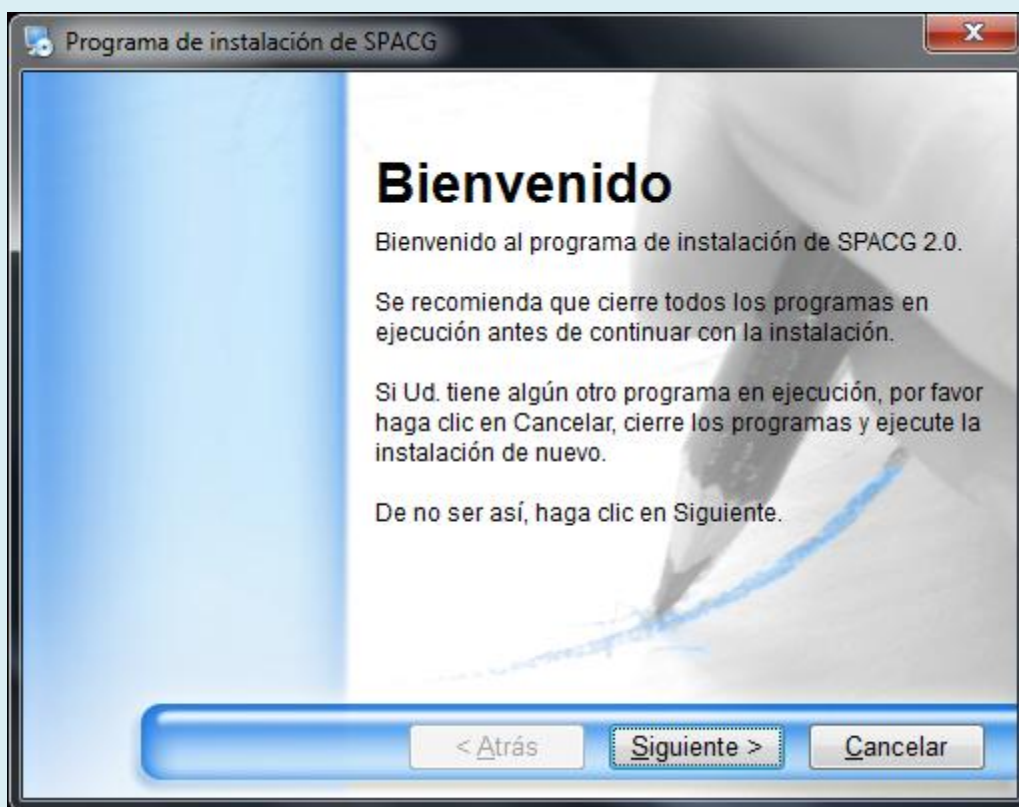 Programa de instalación de SPACG
Bienvenido
Bienvenido al programa de instalación de SPACG 2.0.
Se recomienda que cierre todos los programas en
ejecución antes de continuar con la instalación.
Si Ud. tiene algún otro programa en ejecución, por favor
haga clic en Cancelar, cierre los programas y ejecute la
instalación de nuevo.
De no ser así, haga clic en Siguiente.
< Atrás
Siguiente >
Cancelar